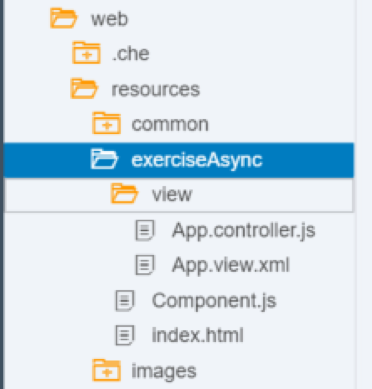 web
.che
resources
common
exerciseAsync
view
App.controller.js
App.view.xml
Component.js
index.html
images